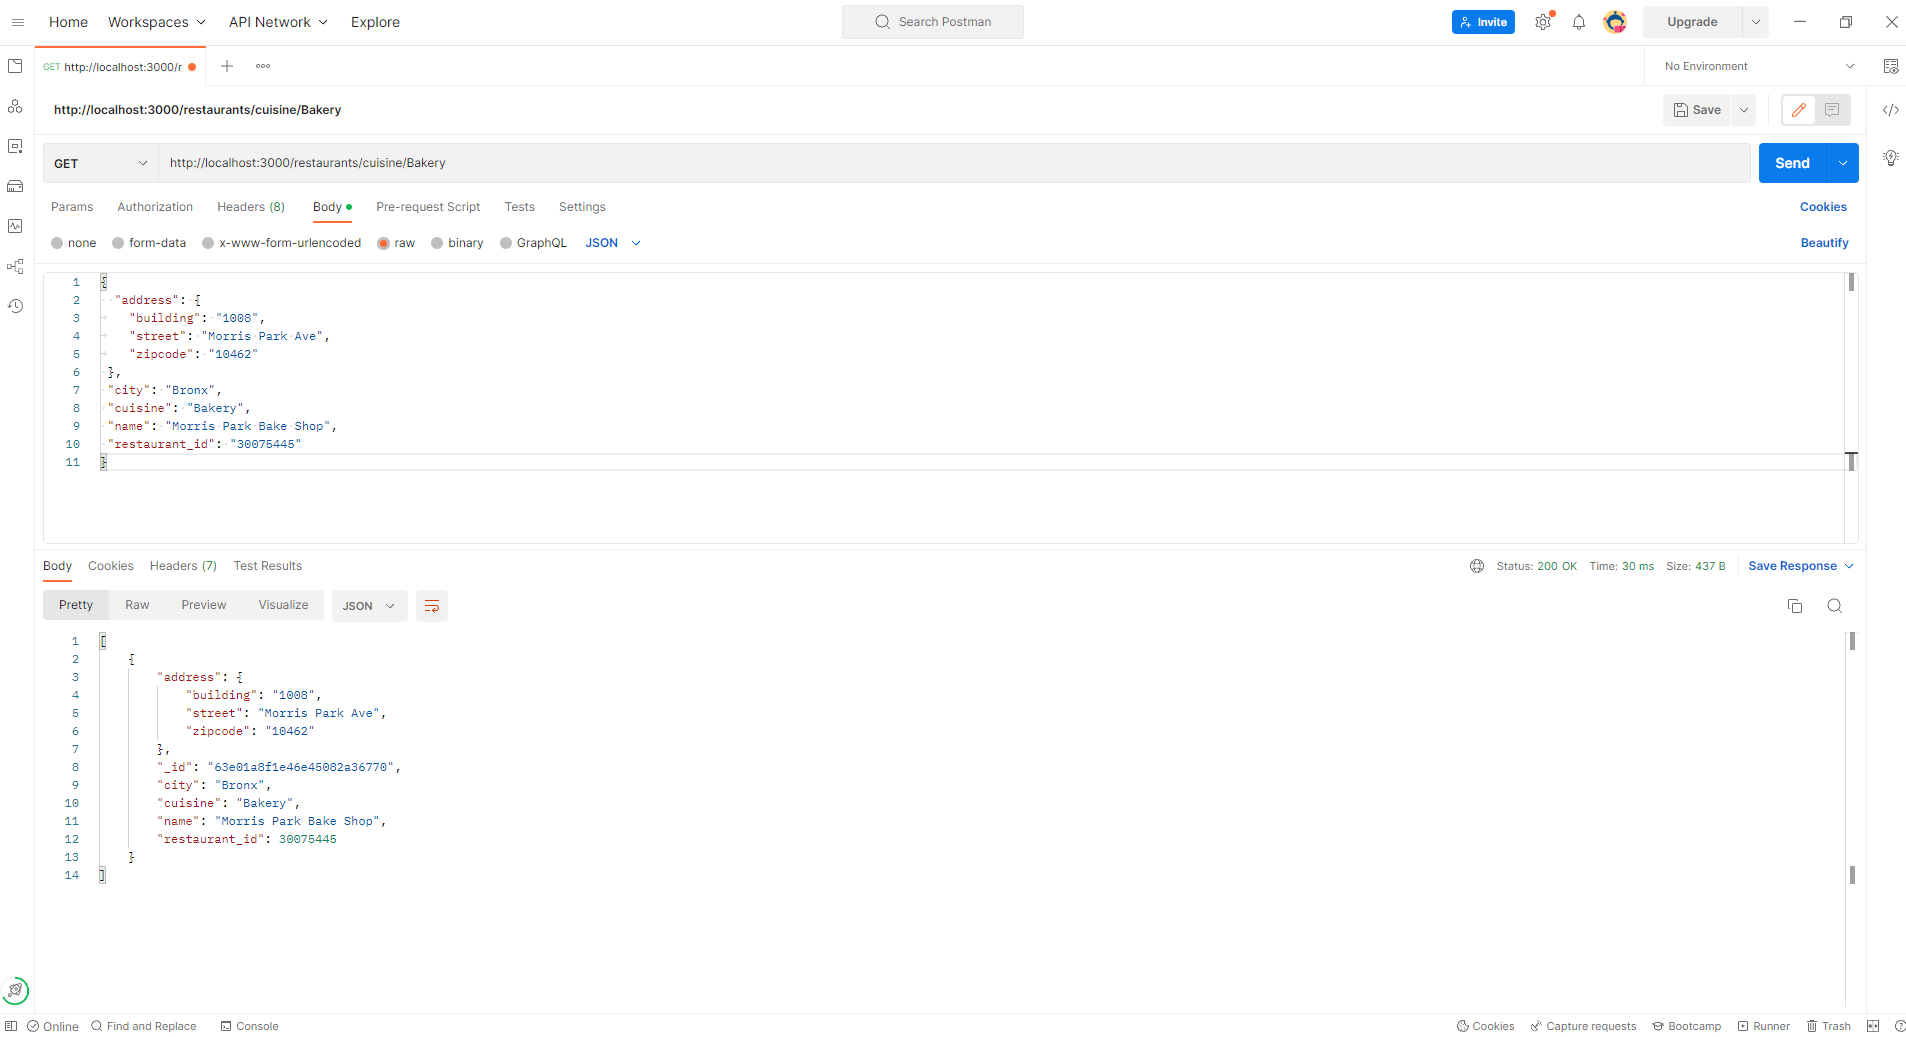 Home Workspaces API Network Explore Search Postman Invite Upgrade
GET http://localhost:3000/r No Environment
http://localhost:3000/restaurants/cuisine/Bakery Save
GET http://localhost:3000/restaurants/cuisine/Bakery Send
Params Authorization Headers (8) Body Pre-request Script Tests Settings Cookies
none form-data x-www-form-urlencoded raw binary GraphQL JSON Beautify
1 {
2 "address": {
3 "building": "1008",
4 "street": "Morris Park Ave",
5 "zipcode": "10462"
6 },
7 "city": "Bronx",
8 "cuisine": "Bakery",
9 "name": "Morris Park Bake Shop",
10 "restaurant_id": "30075445"
11 }
Body Cookies Headers (7) Test Results Status: 200 OK Time: 30 ms Size: 437 B Save Response
Pretty Raw Preview Visualize JSON
1 [
2 {
3 "address": {
4 "building": "1008",
5 "street": "Morris Park Ave",
6 "zipcode": "10462"
7 },
8 "_id": "63e01a8f1e46e45082a36770",
9 "city": "Bronx",
10 "cuisine": "Bakery",
11 "name": "Morris Park Bake Shop",
12 "restaurant_id": 30075445
13 }
14 ]
Online Find and Replace Console Cookies Capture requests Bootcamp Runner Trash